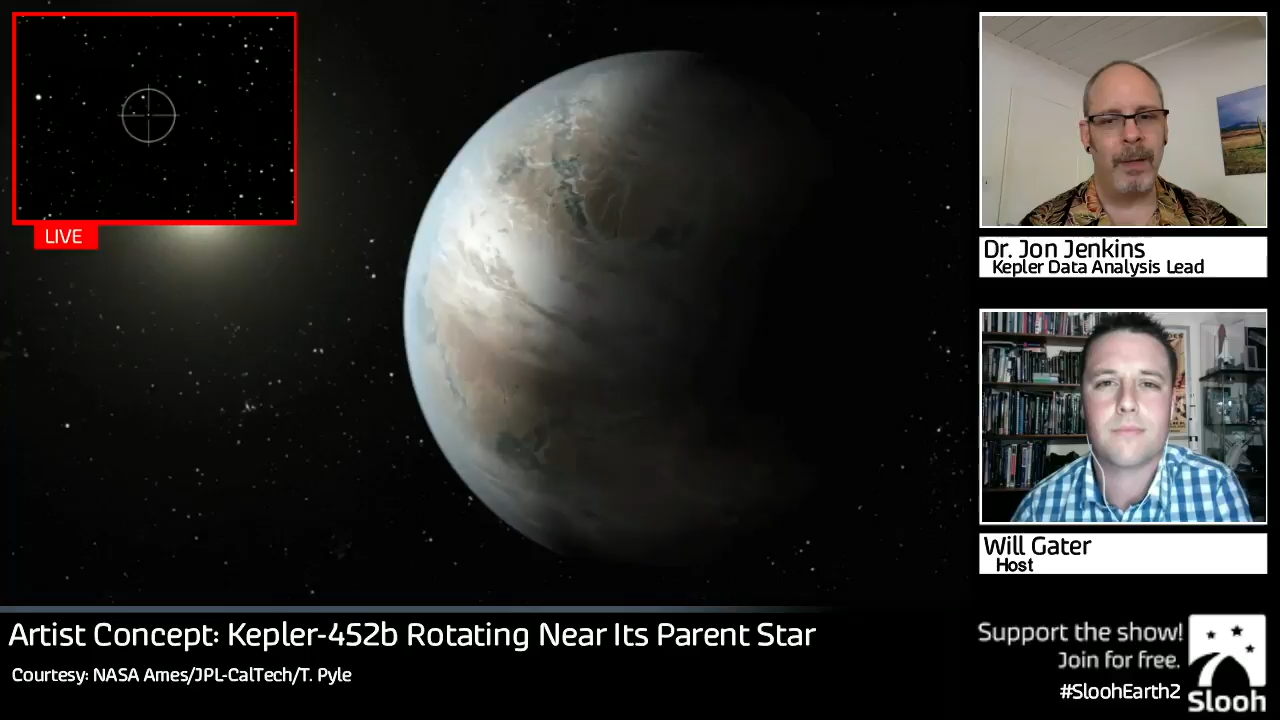 LIVE
Dr. Jon Jenkins
Kepler Data Analysis Lead
Will Gater
Host
Artist Concept: Kepler-452b Rotating Near Its Parent Star
Courtesy: NASA Ames/JPL-CalTech/T. Pyle
Support the show!
Join for free.
#SloohEarth2
Slooh